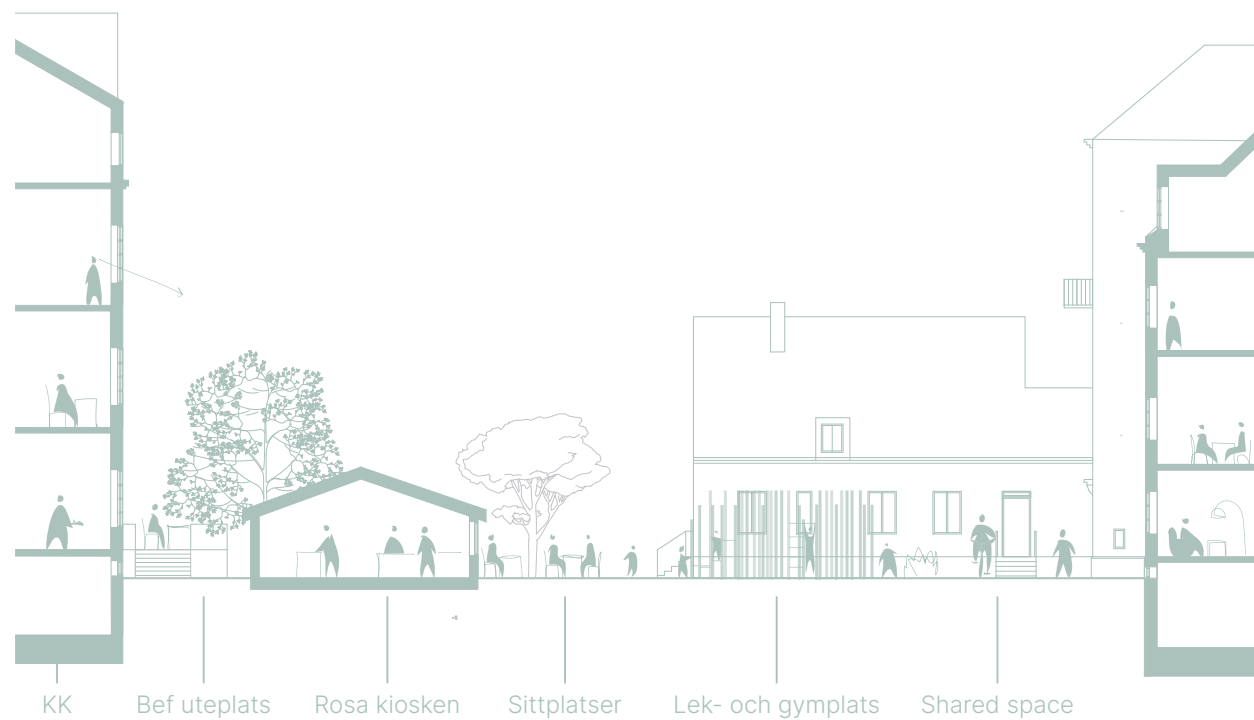 KK
Bef uteplats
Rosa kiosken
Sittplatser
Lek- och gymplats
Shared space